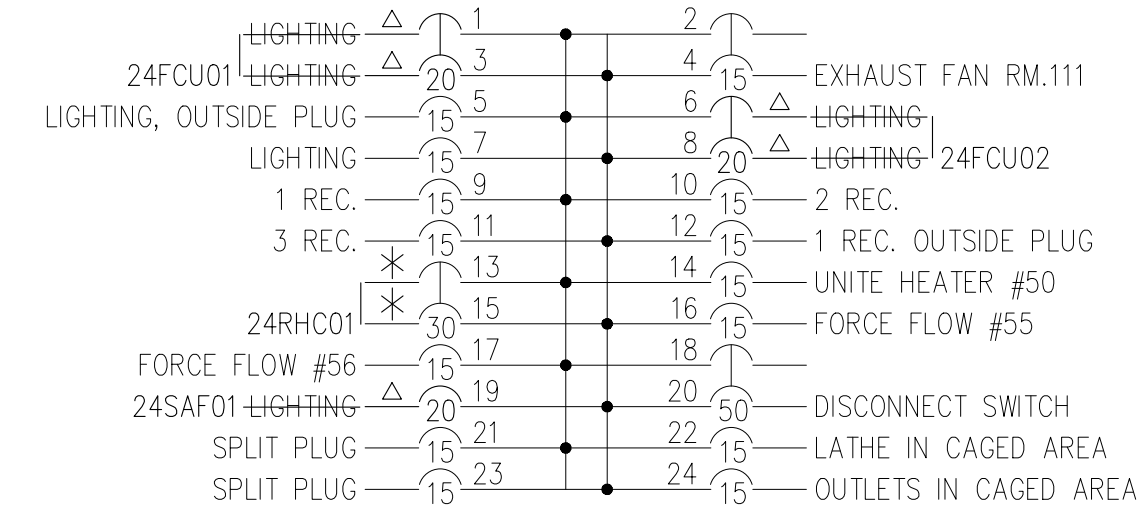 LIGHTING △ 1 2
24FCU01 LIGHTING △ 20 3 4 15 EXHAUST FAN RM.111
LIGHTING, OUTSIDE PLUG 15 5 6 △ LIGHTING
LIGHTING 15 7 8 20 △ LIGHTING 24FCU02
1 REC. 15 9 10 15 2 REC.
3 REC. 15 11 12 15 1 REC. OUTSIDE PLUG
* 13 14 15 UNITE HEATER #50
24RHC01 * 30 15 16 15 FORCE FLOW #55
FORCE FLOW #56 15 17 18
24SAF01 LIGHTING △ 20 19 20 50 DISCONNECT SWITCH
SPLIT PLUG 15 21 22 15 LATHE IN CAGED AREA
SPLIT PLUG 15 23 24 15 OUTLETS IN CAGED AREA